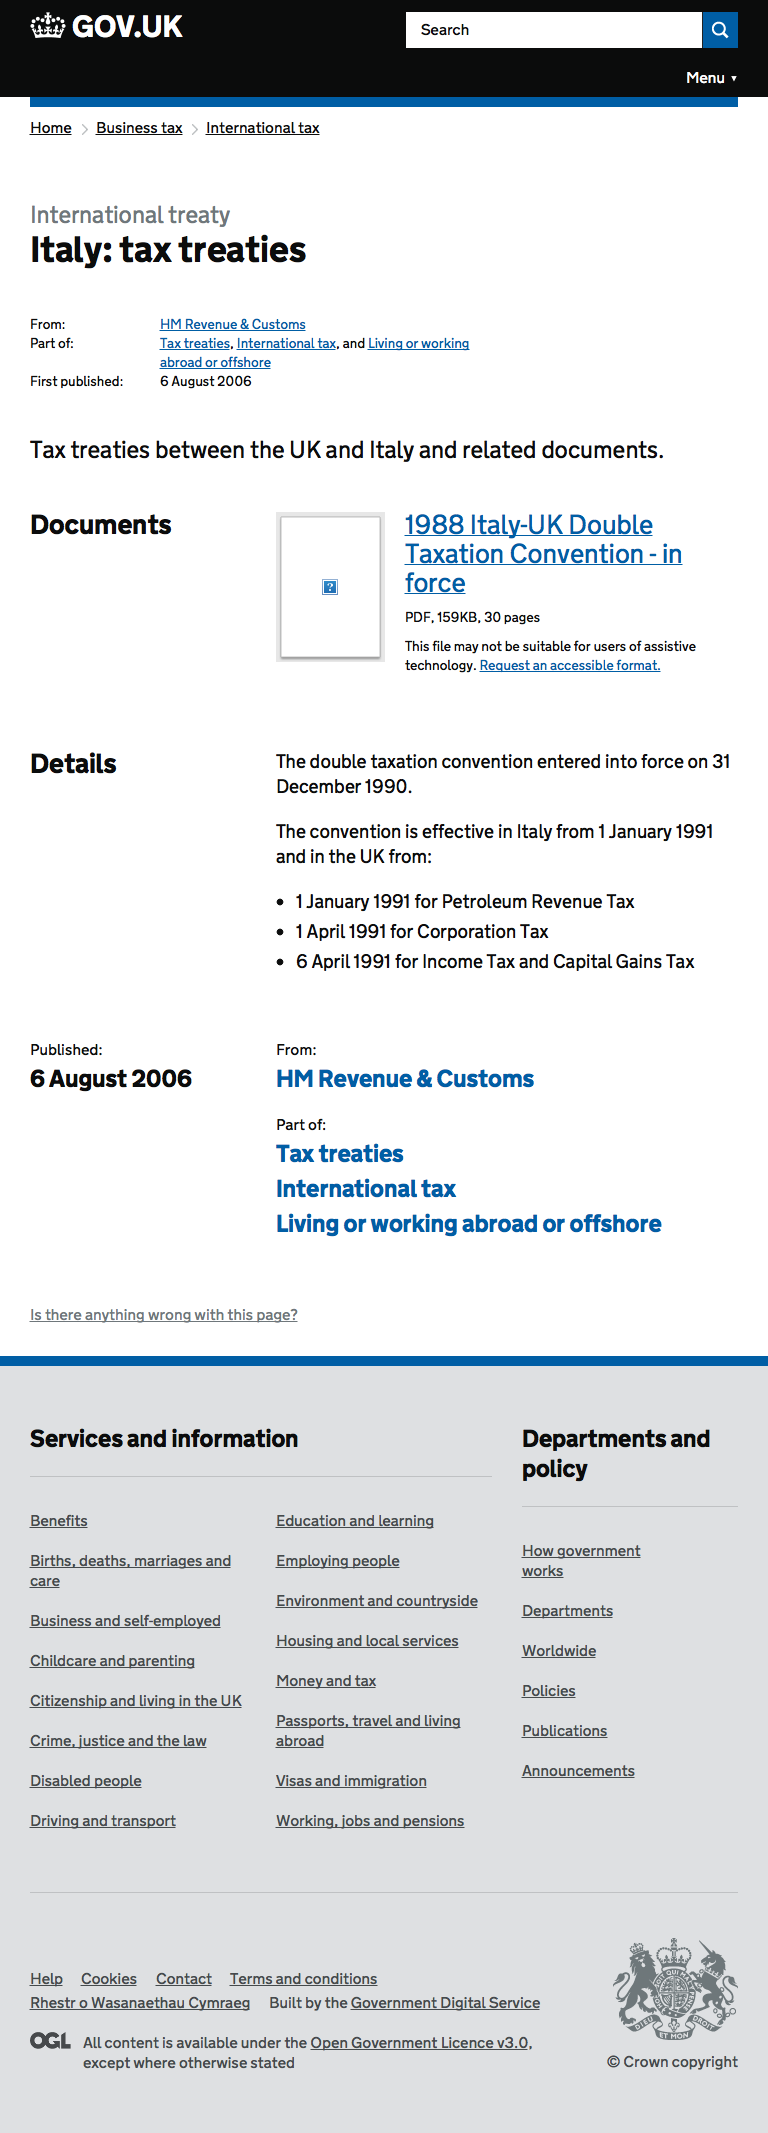 GOV.UK
Search
Menu ▼
Home > Business tax > International tax
International treaty
Italy: tax treaties
From: HM Revenue & Customs
Part of: Tax treaties, International tax, and Living or working
abroad or offshore
First published: 6 August 2006
Tax treaties between the UK and Italy and related documents.
Documents
1988 Italy-UK Double
Taxation Convention - in
force
PDF, 159KB, 30 pages
This file may not be suitable for users of assistive
technology. Request an accessible format.
Details
The double taxation convention entered into force on 31
December 1990.
The convention is effective in Italy from 1 January 1991
and in the UK from:
• 1 January 1991 for Petroleum Revenue Tax
• 1 April 1991 for Corporation Tax
• 6 April 1991 for Income Tax and Capital Gains Tax
Published:
6 August 2006
From:
HM Revenue & Customs
Part of:
Tax treaties
International tax
Living or working abroad or offshore
Is there anything wrong with this page?
Services and information
Benefits
Births, deaths, marriages and
care
Business and self-employed
Childcare and parenting
Citizenship and living in the UK
Crime, justice and the law
Disabled people
Driving and transport
Education and learning
Employing people
Environment and countryside
Housing and local services
Money and tax
Passports, travel and living
abroad
Visas and immigration
Working, jobs and pensions
Departments and
policy
How government
works
Departments
Worldwide
Policies
Publications
Announcements
Help Cookies Contact Terms and conditions
Rhestr o Wasanaethau Cymraeg Built by the Government Digital Service
OGL All content is available under the Open Government Licence v3.0,
except where otherwise stated
DIEU ET MON DROIT
© Crown copyright